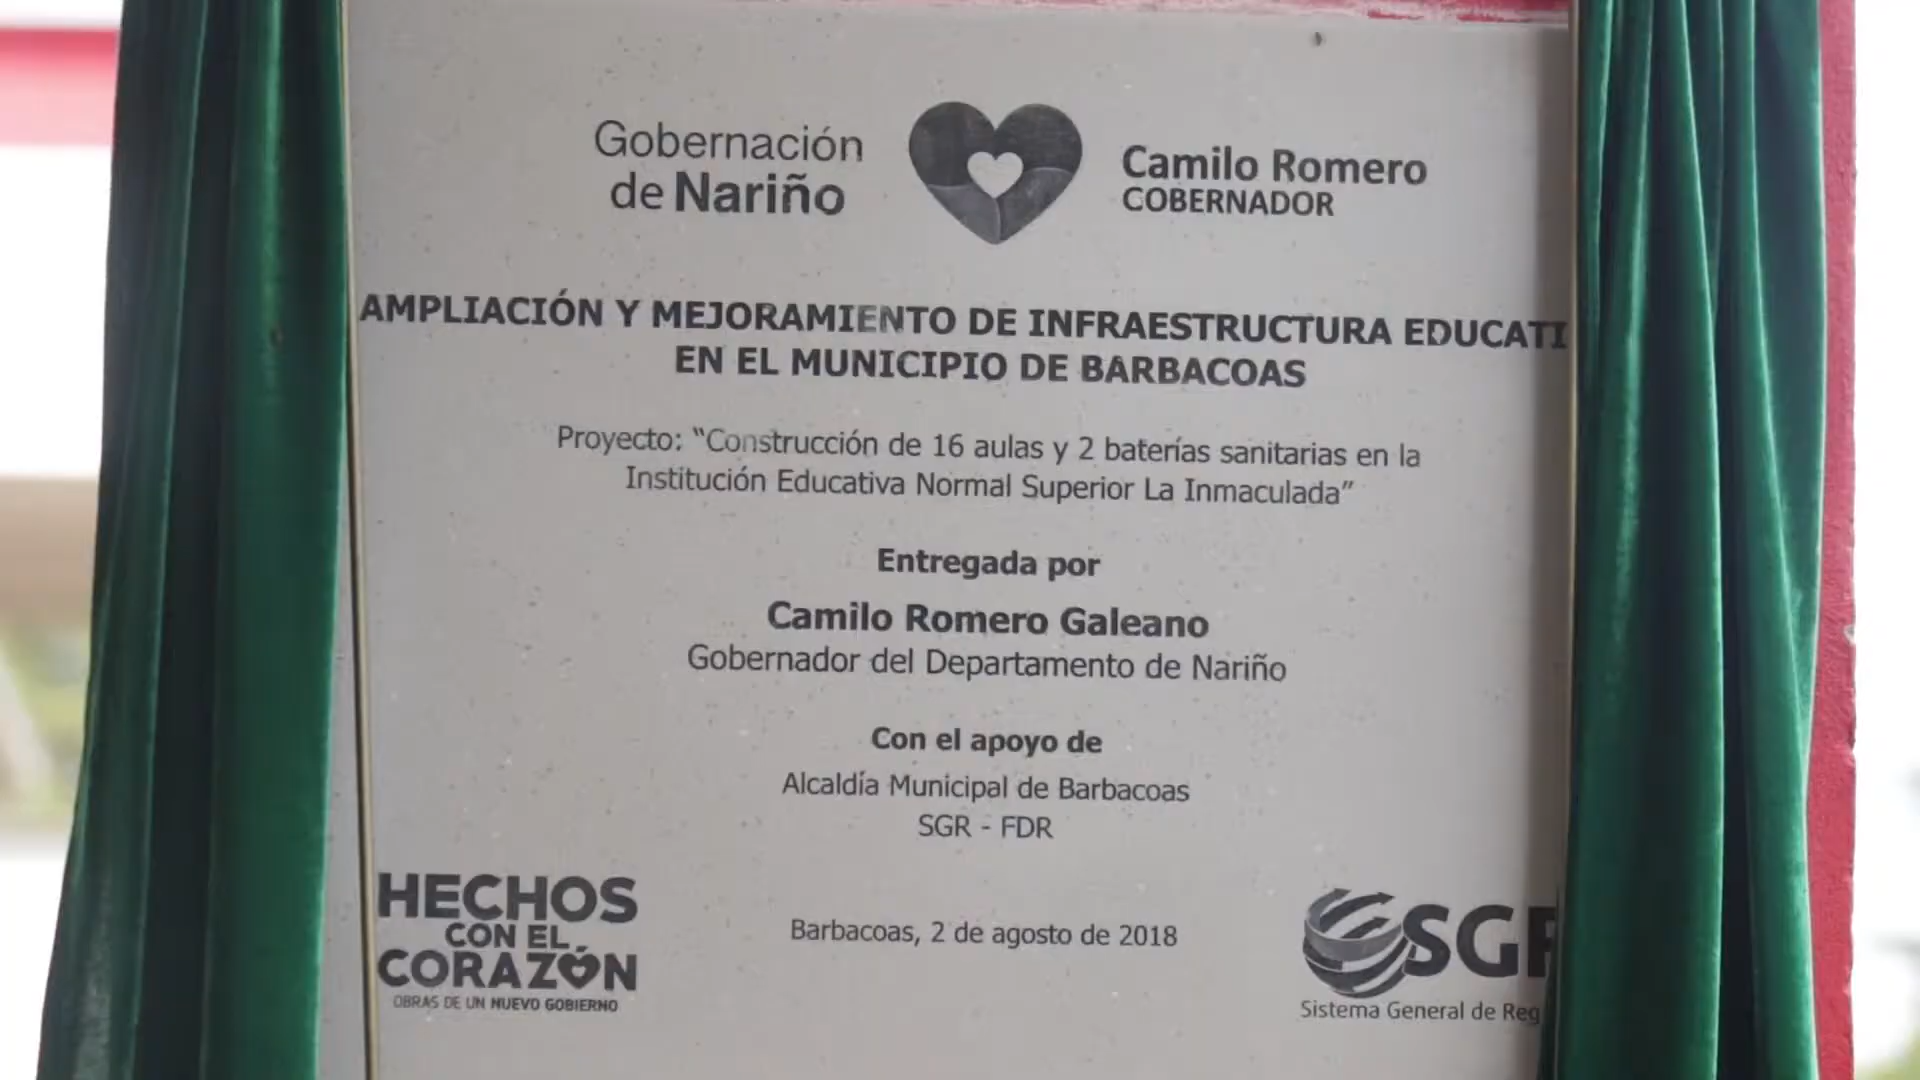 Gobernación
de Nariño
Camilo Romero
GOBERNADOR
AMPLIACIÓN Y MEJORAMIENTO DE INFRAESTRUCTURA EDUCATI
EN EL MUNICIPIO DE BARBACOAS
Proyecto: “Construcción de 16 aulas y 2 baterías sanitarias en la
Institución Educativa Normal Superior La Inmaculada”
Entregada por
Camilo Romero Galeano
Gobernador del Departamento de Nariño
Con el apoyo de
Alcaldía Municipal de Barbacoas
SGR - FDR
HECHOS
CON EL
CORAZÓN
OBRAS DE UN NUEVO GOBIERNO
Barbacoas, 2 de agosto de 2018
SGR
Sistema General de Reg